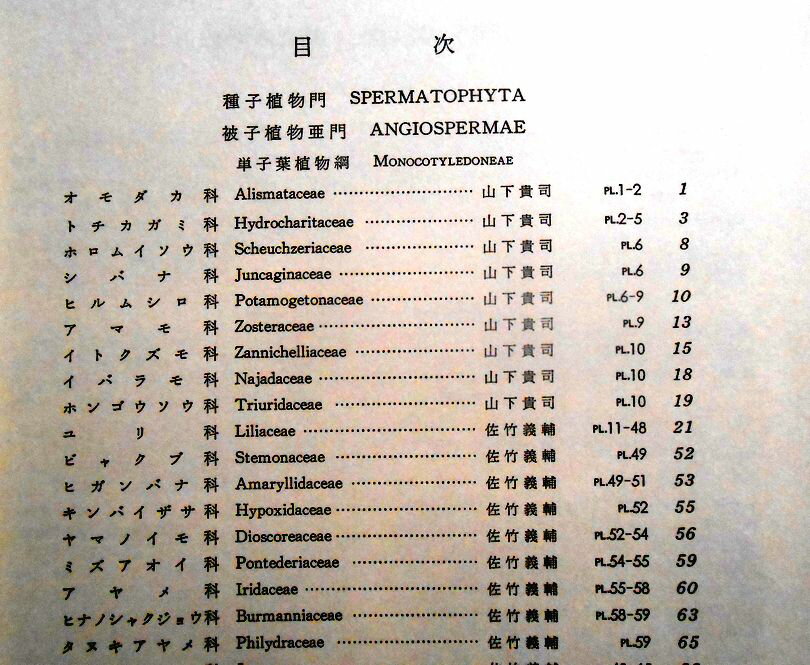 目次
種子植物門 SPERMATOPHYTA
被子植物亜門 ANGIOSPERMAE
単子葉植物綱 MONOCOTYLEDONEAE
オモダカ科 Alismataceae 山下貴司 PL.1-2 1
トチカガミ科 Hydrocharitaceae 山下貴司 PL.2-5 3
ホロムイソウ科 Scheuchzeriaceae 山下貴司 PL.6 8
シバナ科 Juncaginaceae 山下貴司 PL.6 9
ヒルムシロ科 Potamogetonaceae 山下貴司 PL.6-9 10
アマモ科 Zosteraceae 山下貴司 PL.9 13
イトクズモ科 Zannichelliaceae 山下貴司 PL.10 15
イバラモ科 Najadaceae 山下貴司 PL.10 18
ホンゴウソウ科 Triuridaceae 山下貴司 PL.10 19
ユリ科 Liliaceae 佐竹義輔 PL.11-48 21
ビャクブ科 Stemonaceae 佐竹義輔 PL.49 52
ヒガンバナ科 Amaryllidaceae 佐竹義輔 PL.49-51 53
キンバイザサ科 Hypoxidaceae 佐竹義輔 PL.52 55
ヤマノイモ科 Dioscoreaceae 佐竹義輔 PL.52-54 56
ミズアオイ科 Pontederiaceae 佐竹義輔 PL.54-55 59
アヤメ科 Iridaceae 佐竹義輔 PL.55-58 60
ヒナノシャクジョウ科 Burmanniaceae 佐竹義輔 PL.58-59 63
タヌキアヤメ科 Philydraceae 佐竹義輔 PL.59 65